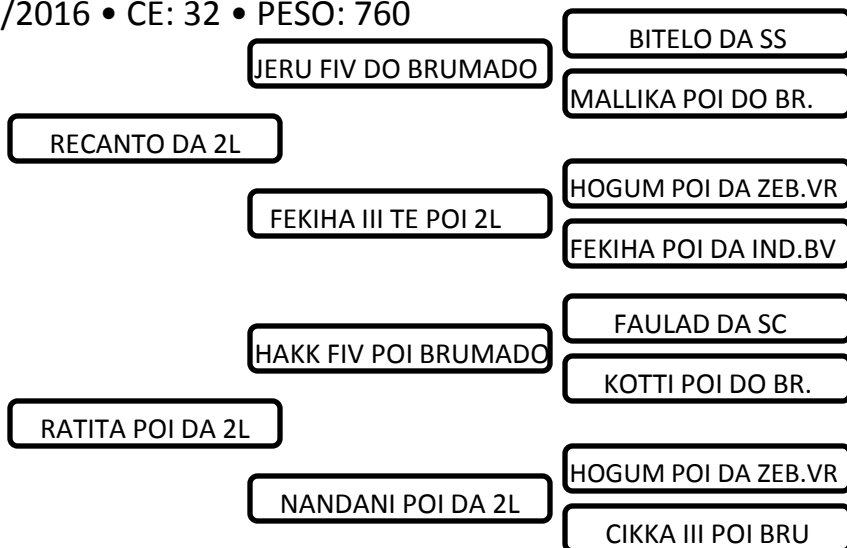 /2016 • CE: 32 • PESO: 760
BITELO DA SS
JERU FIV DO BRUMADO
MALLIKA POI DO BR.
RECANTO DA 2L
HOGUM POI DA ZEB.VR
FEKIHA III TE POI 2L
FEKIHA POI DA IND.BV
FAULAD DA SC
HAKK FIV POI BRUMADO
KOTTI POI DO BR.
RATITA POI DA 2L
HOGUM POI DA ZEB.VR
NANDANI POI DA 2L
CIKKA III POI BRU